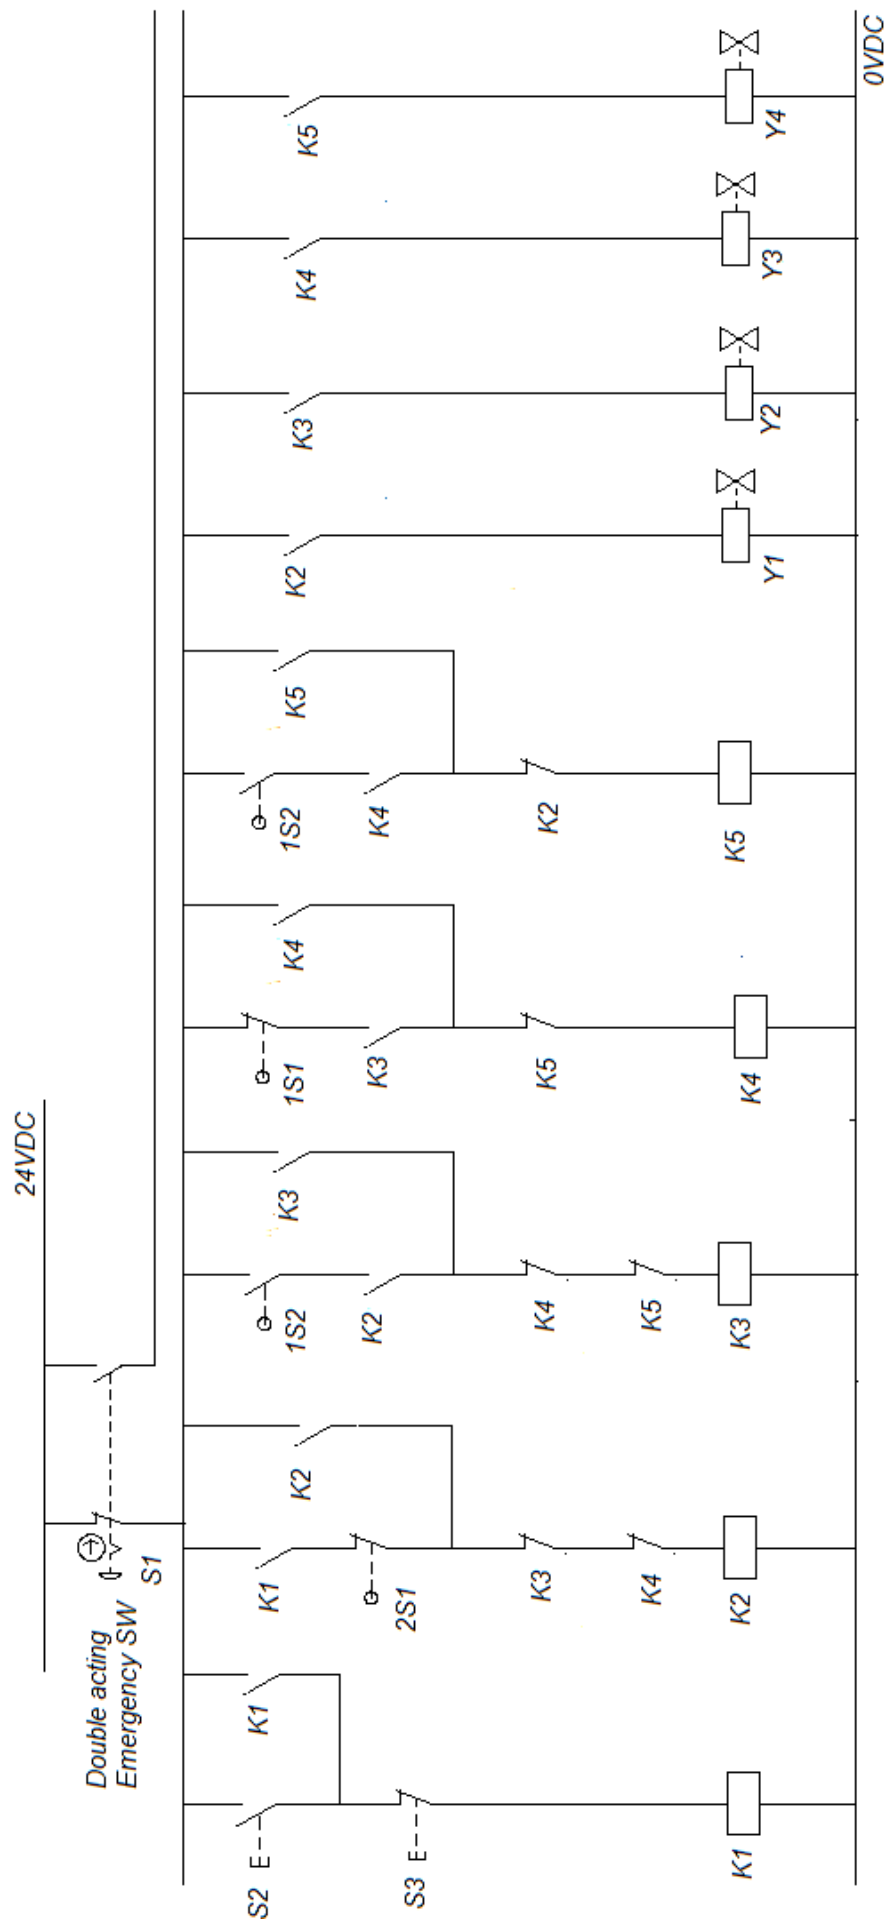 24VDC
Double acting
Emergency SW
S1
S2
S3
K1
K1
K1
2S1
K3
K4
K2
K2
1S2
K2
K4
K5
K3
K3
1S1
K3
K5
K4
K4
1S2
K4
K2
K5
K5
K2
Y1
K3
Y2
K4
Y3
K5
Y4
0VDC